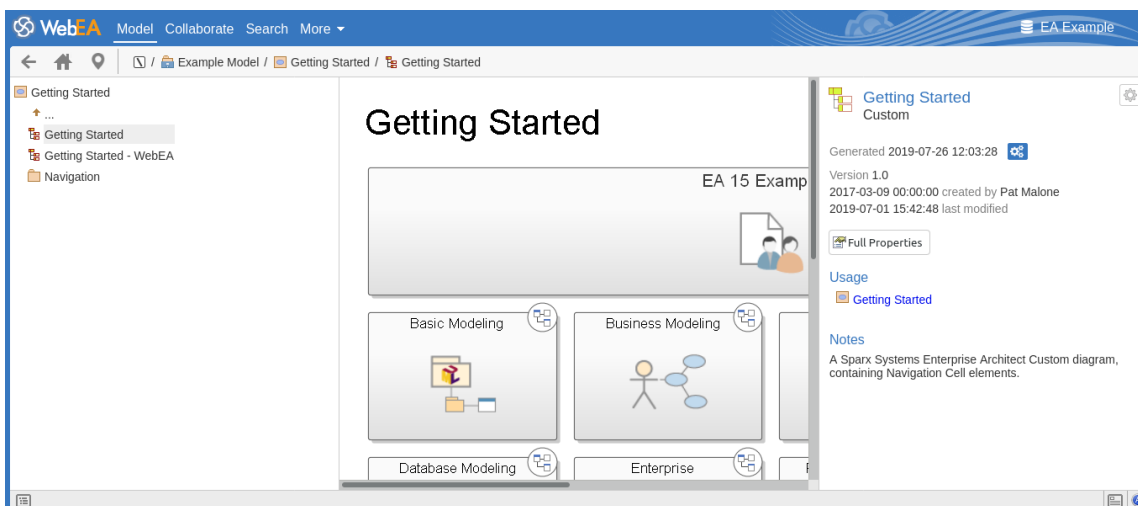 WebEA Model Collaborate Search More
EA Example
\ / Example Model / Getting Started / Getting Started
Getting Started
...
Getting Started
Getting Started - WebEA
Navigation
Getting Started
EA 15 Examp
Basic Modeling
Business Modeling
Database Modeling
Enterprise
Getting Started
Custom
Generated 2019-07-26 12:03:28
Version 1.0
2017-03-09 00:00:00 created by Pat Malone
2019-07-01 15:42:48 last modified
Full Properties
Usage
Getting Started
Notes
A Sparx Systems Enterprise Architect Custom diagram,
containing Navigation Cell elements.